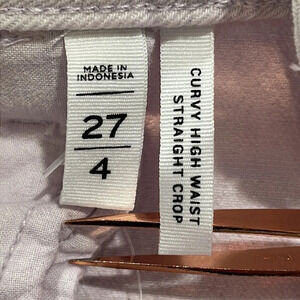 MADE IN
INDONESIA
27
4
CURVY HIGH WAIST
STRAIGHT CROP